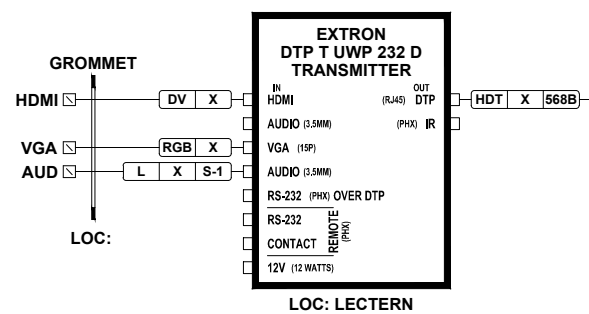 EXTRON
DTP T UWP 232 D
TRANSMITTER
GROMMET
IN
OUT
HDMI DV X HDMI (RJ45) DTP HDT X 568B
AUDIO (3,5MM) (PHX) IR
VGA RGB X VGA (15P)
AUD L X S-1 AUDIO (3,5MM)
RS-232 (PHX) OVER DTP
RS-232
CONTACT
REMOTE
(PHX)
12V (12 WATTS)
LOC:
LOC: LECTERN